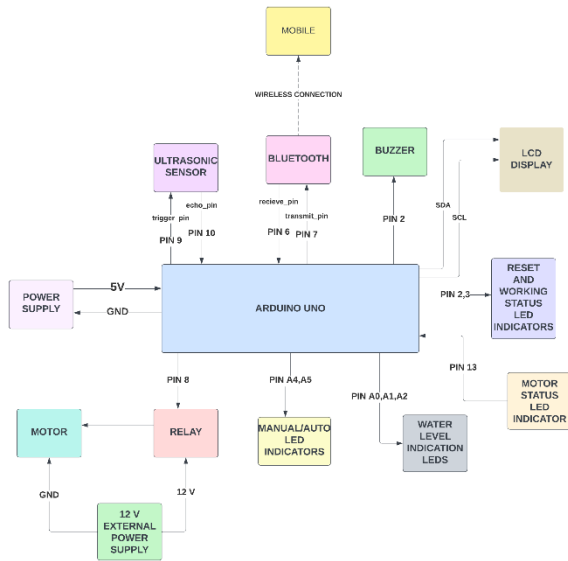 MOBILE
WIRELESS CONNECTION
ULTRASONIC
SENSOR
BLUETOOTH
BUZZER
LCD
DISPLAY
echo_pin
trigger_pin
PIN 9
PIN 10
recieve_pin
transmit_pin
PIN 6
PIN 7
PIN 2
SDA
SCL
POWER
SUPPLY
5V
GND
ARDUINO UNO
PIN 2,3
RESET
AND
WORKING
STATUS
LED
INDICATORS
PIN 13
MOTOR
STATUS
LED
INDICATOR
PIN 8
PIN A4,A5
PIN A0,A1,A2
MOTOR
RELAY
MANUAL/AUTO
LED
INDICATORS
WATER
LEVEL
INDICATION
LEDS
GND
12 V
12 V
EXTERNAL
POWER
SUPPLY